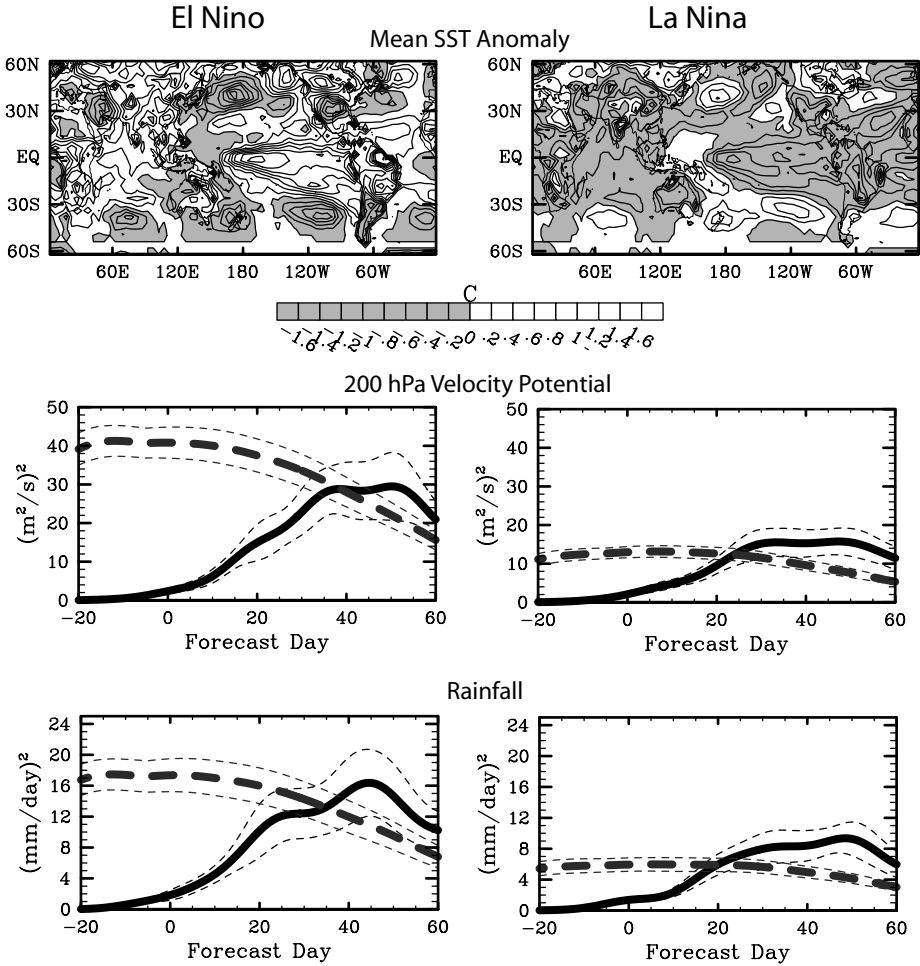 El Nino La Nina
Mean SST Anomaly
60N 60N
30N 30N
EQ EQ
30S 30S
60S 60S
60E 120E 180 120W 60W 60E 120E 180 120W 60W
C
-1.6 -1.4 -1.2 -1 -.8 -.6 -.4 -.2 0 .2 .4 .6 .8 1 1.2 1.4 1.6
200 hPa Velocity Potential
50 50
40 40
30 30
20 20
10 10
0 0
(m²/s)² (m²/s)²
-20 0 20 40 60 -20 0 20 40 60
Forecast Day Forecast Day
Rainfall
24 24
20 20
16 16
12 12
8 8
4 4
0 0
(mm/day)² (mm/day)²
-20 0 20 40 60 -20 0 20 40 60
Forecast Day Forecast Day